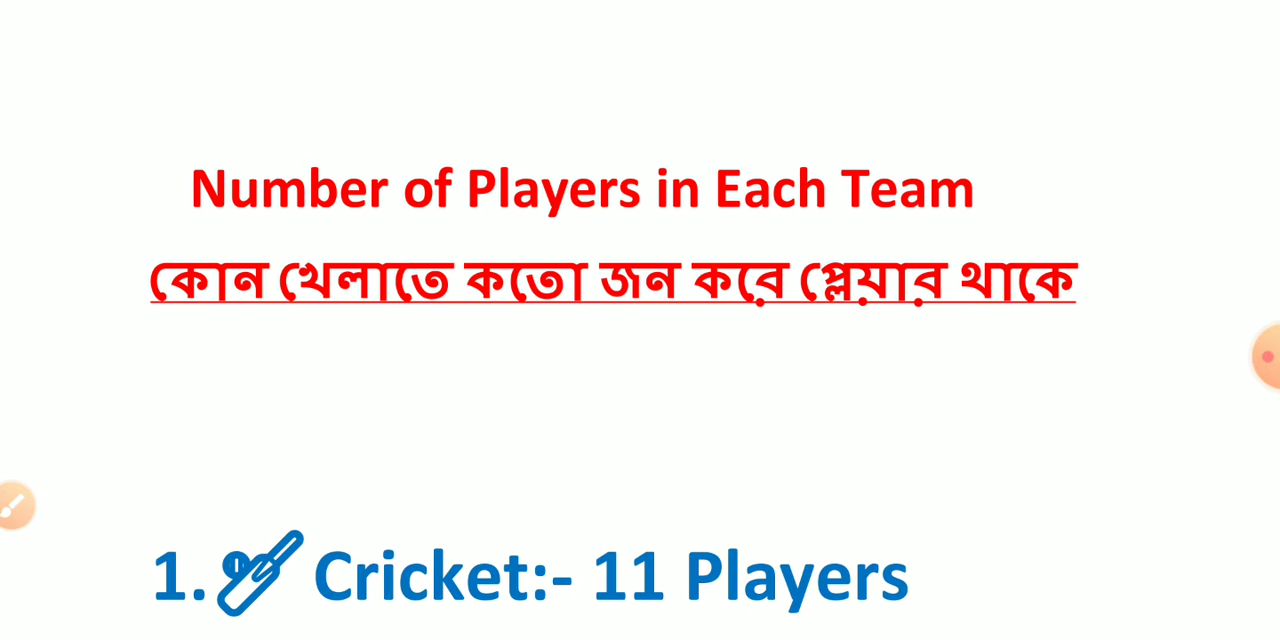 Number of Players in Each Team
কোন খেলাতে কতো জন করে প্লেয়ার থাকে
1. Cricket:- 11 Players